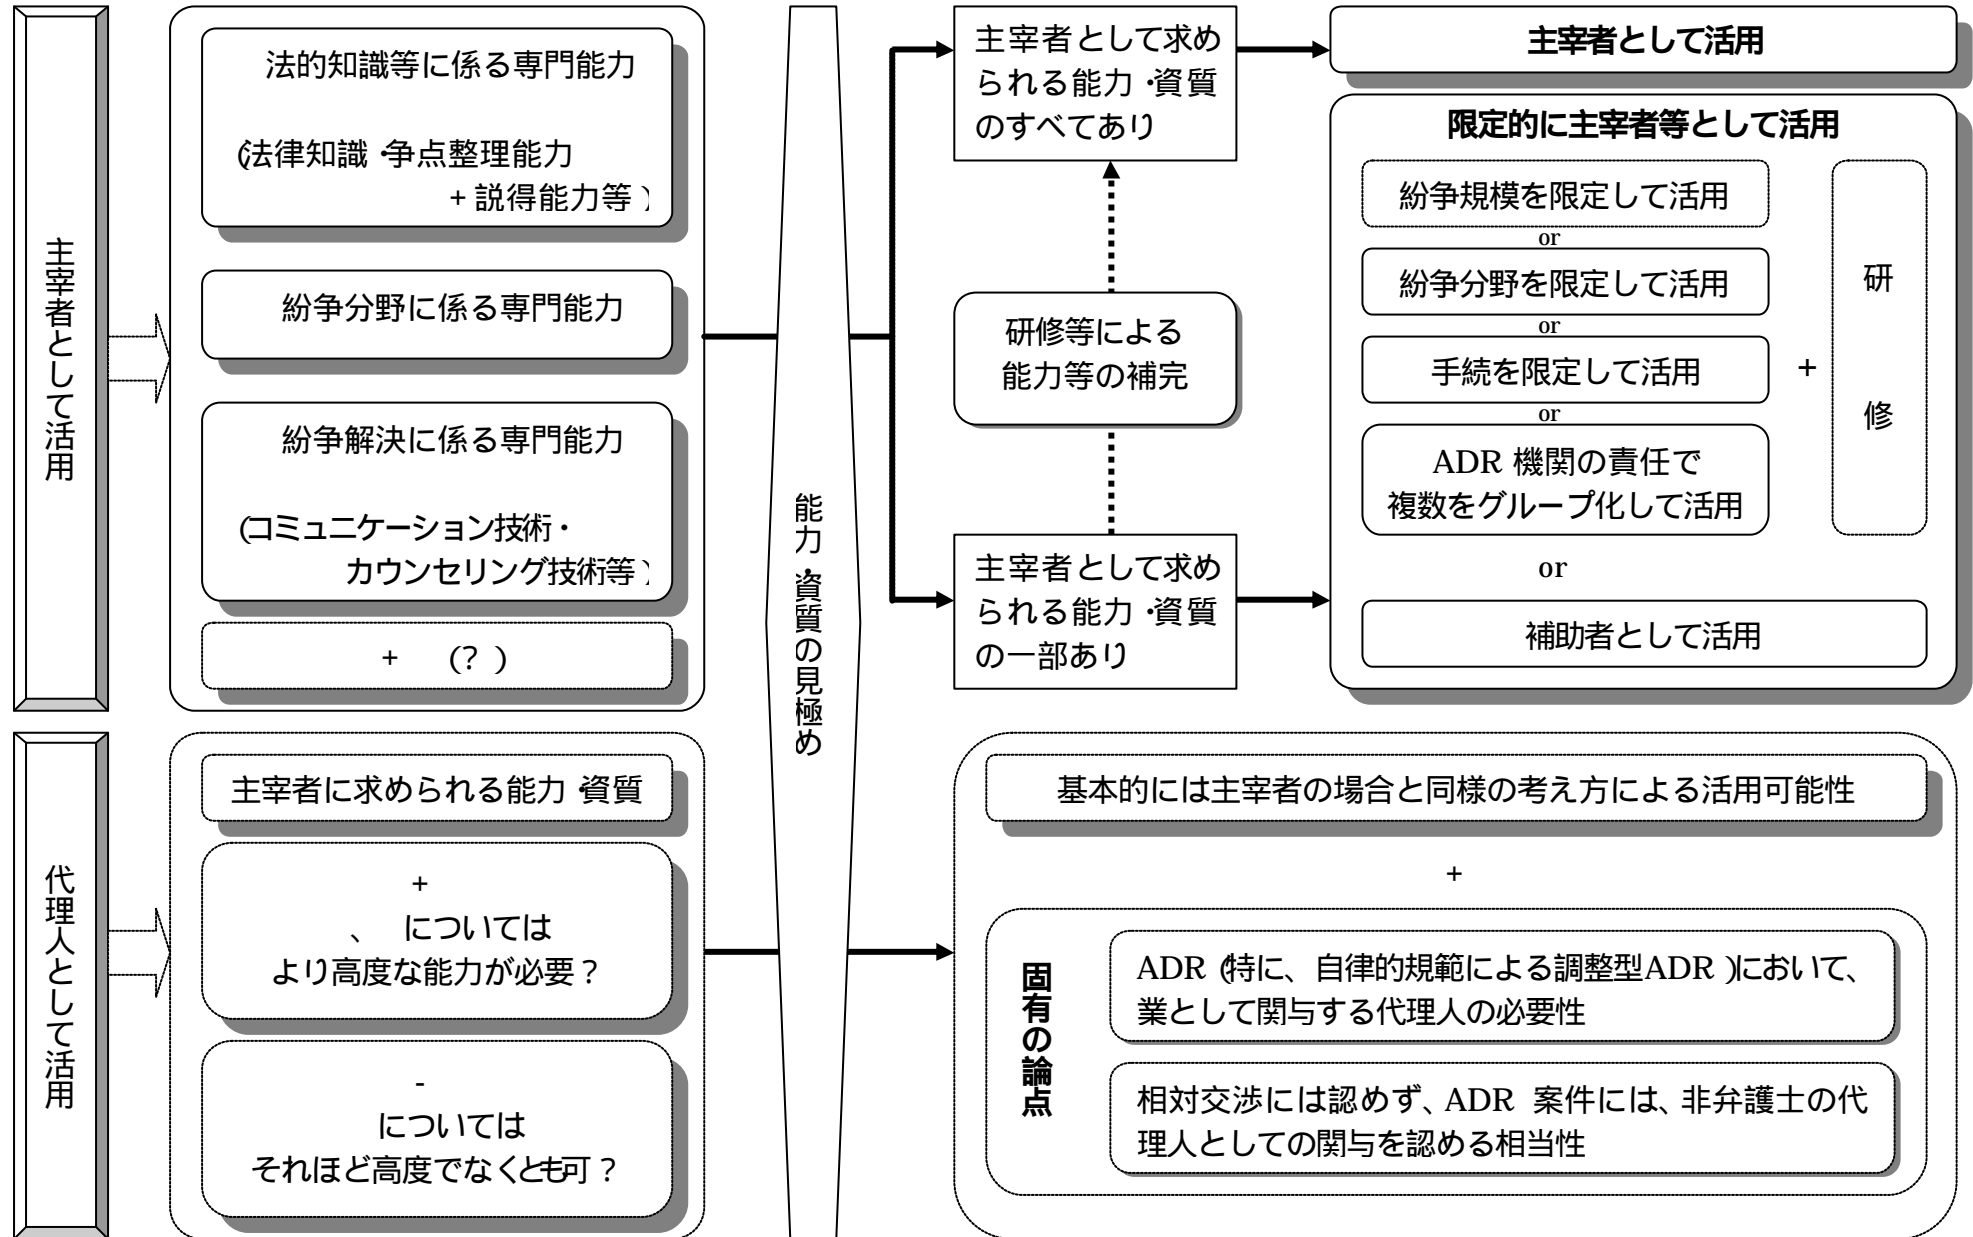 主宰者として活用
法的知識等に係る専門能力
(法律知識・争点整理能力
+説得能力等)
紛争分野に係る専門能力
紛争解決に係る専門能力
(コミュニケーション技術・
カウンセリング技術等)
+ (?)
能力・資質の見極め
主宰者として求め
られる能力・資質
のすべてあり
研修等による
能力等の補完
主宰者として求め
られる能力・資質
の一部あり
主宰者として活用
限定的に主宰者等として活用
紛争規模を限定して活用
or
紛争分野を限定して活用
or
手続を限定して活用
or
ADR 機関の責任で
複数をグループ化して活用
+
研修
or
補助者として活用
代理人として活用
主宰者に求められる能力・資質
+
、 については
より高度な能力が必要?
-
については
それほど高度でなくとも可?
基本的には主宰者の場合と同様の考え方による活用可能性
+
固有の論点
ADR(特に、自律的規範による調整型ADR)において、
業として関与する代理人の必要性
相対交渉には認めず、ADR 案件には、非弁護士の代
理人としての関与を認める相当性